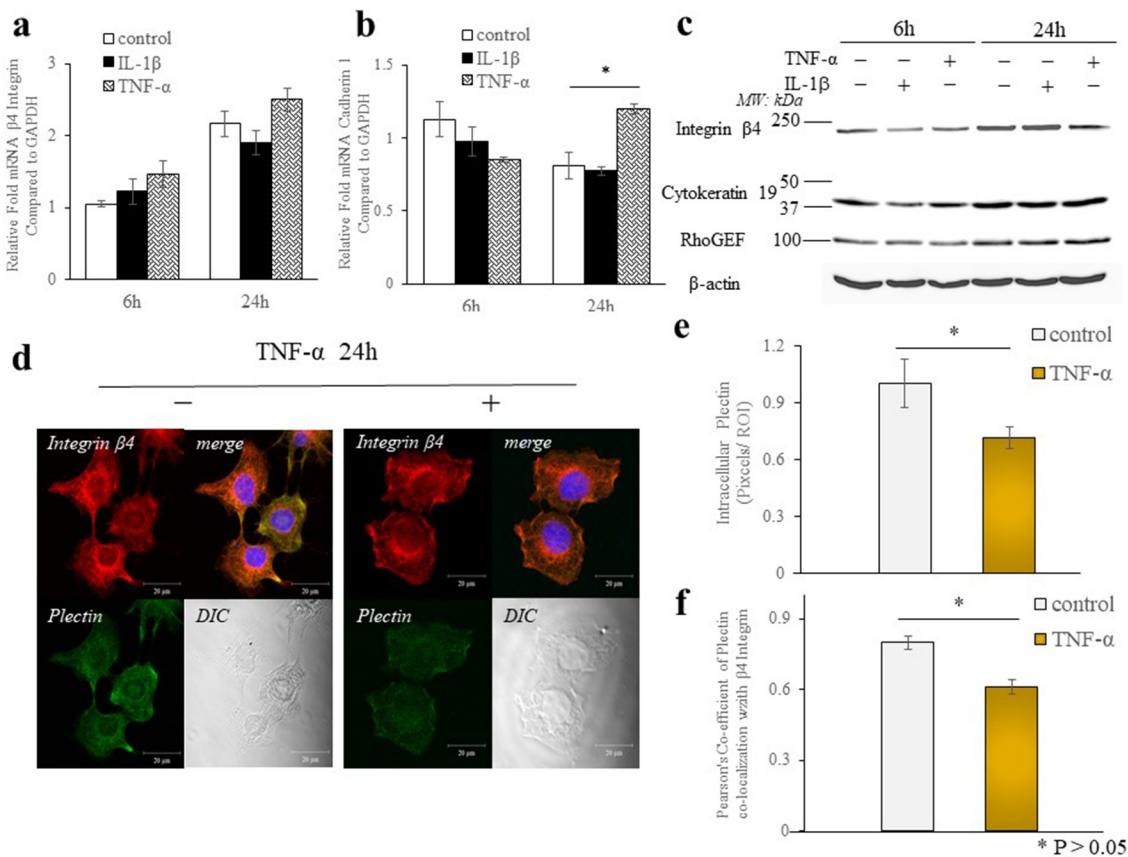 a
control
IL-1β
TNF-α
Relative Fold mRNA β4 Integrin
Compared to GAPDH
3
2
1
0
6h
24h
b
control
IL-1β
TNF-α
*
Relative Fold mRNA Cadherin 1
Compared to GAPDH
1.5
1
0.5
0
6h
24h
c
6h
24h
TNF-α – – + – – +
IL-1β – + – – + –
MW: kDa
Integrin β4
250
Cytokeratin 19
50
37
RhoGEF
100
β-actin
d
TNF-α 24h
– +
Integrin β4
merge
20 μm
20 μm
Plectin
DIC
20 μm
20 μm
Integrin β4
merge
20 μm
20 μm
Plectin
DIC
20 μm
20 μm
e
*
control
TNF-α
Intracellular Plectin
(Pixcels/ ROI)
1.2
0.9
0.6
0.3
0
f
*
control
TNF-α
Pearson's Co-efficient of Plectin
co-localization wzith β4 Integrin
0.9
0.6
0.3
0
* P > 0.05